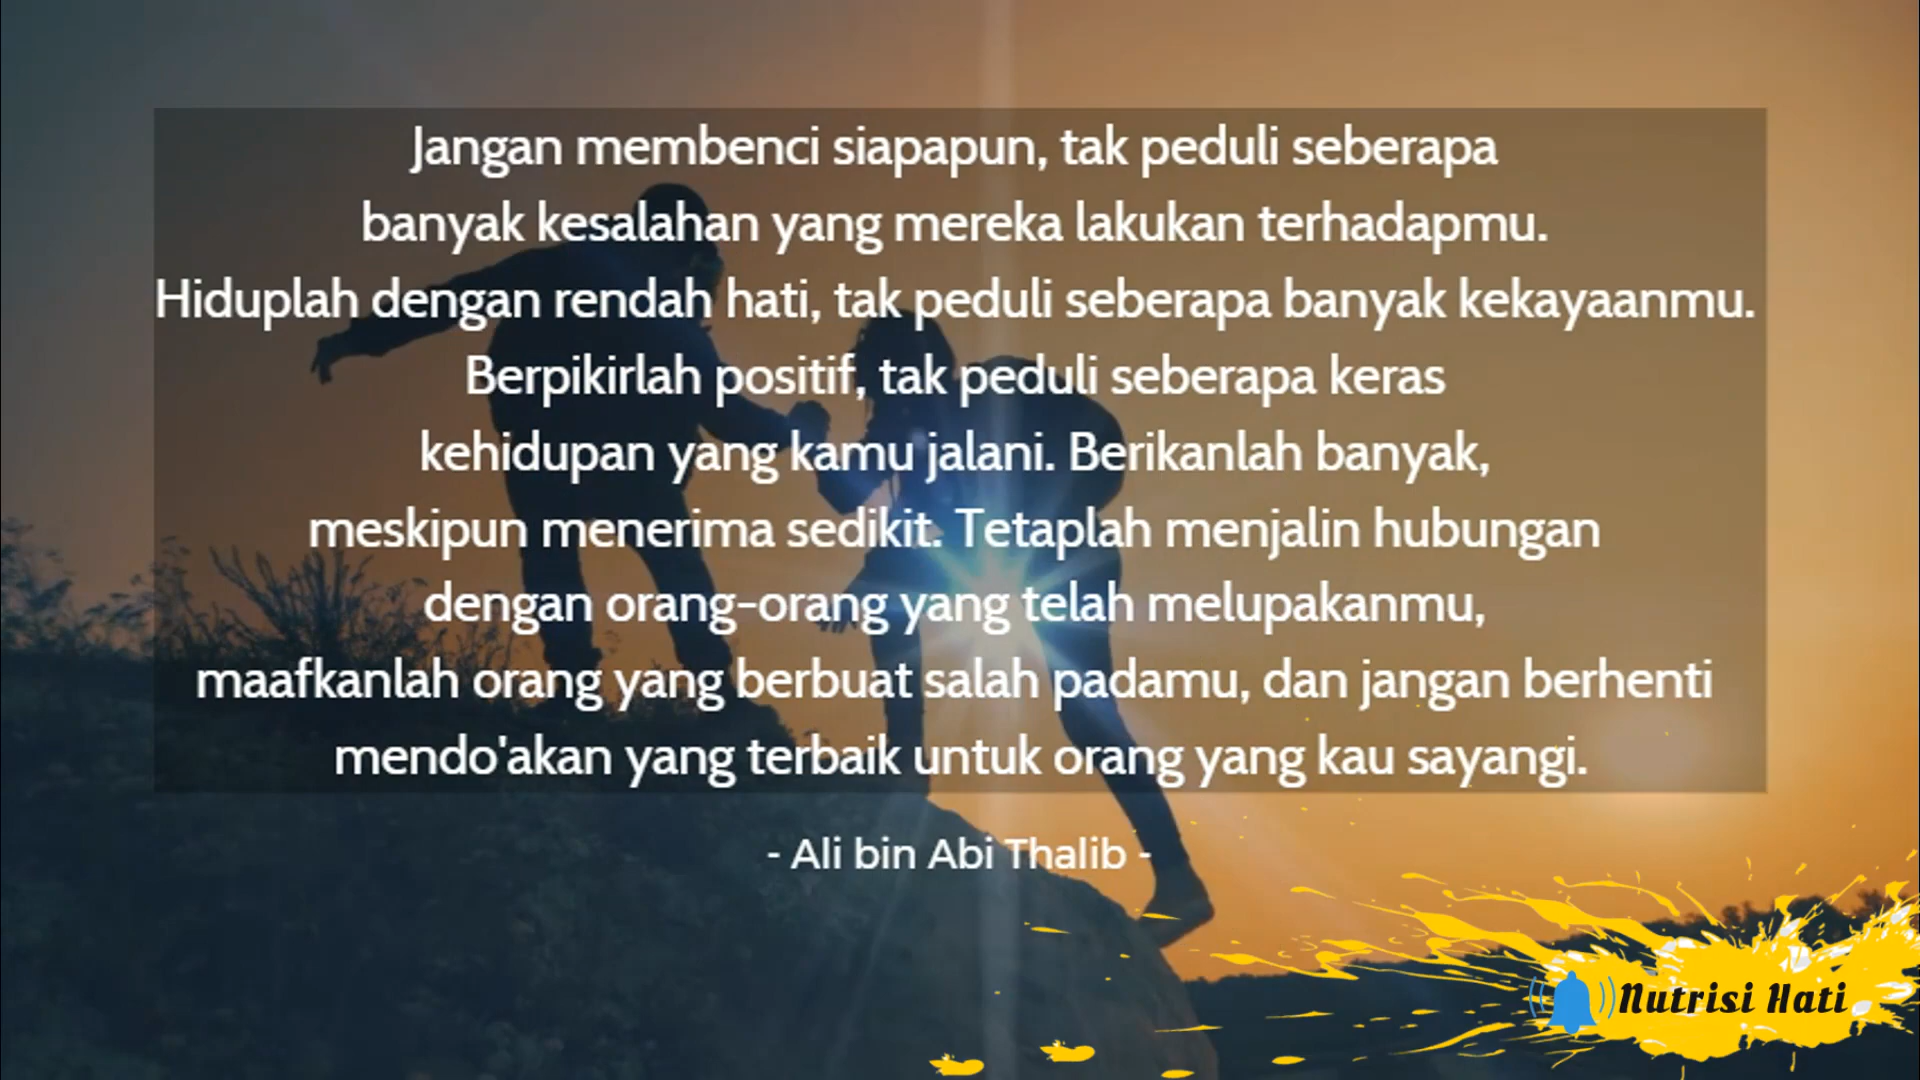 Jangan membenci siapapun, tak peduli seberapa
banyak kesalahan yang mereka lakukan terhadapmu.
Hiduplah dengan rendah hati, tak peduli seberapa banyak kekayaanmu.
Berpikirlah positif, tak peduli seberapa keras
kehidupan yang kamu jalani. Berikanlah banyak,
meskipun menerima sedikit. Tetaplah menjalin hubungan
dengan orang-orang yang telah melupakanmu,
maafkanlah orang yang berbuat salah padamu, dan jangan berhenti
mendo'akan yang terbaik untuk orang yang kau sayangi.
- Ali bin Abi Thalib -
Nutrisi Hati